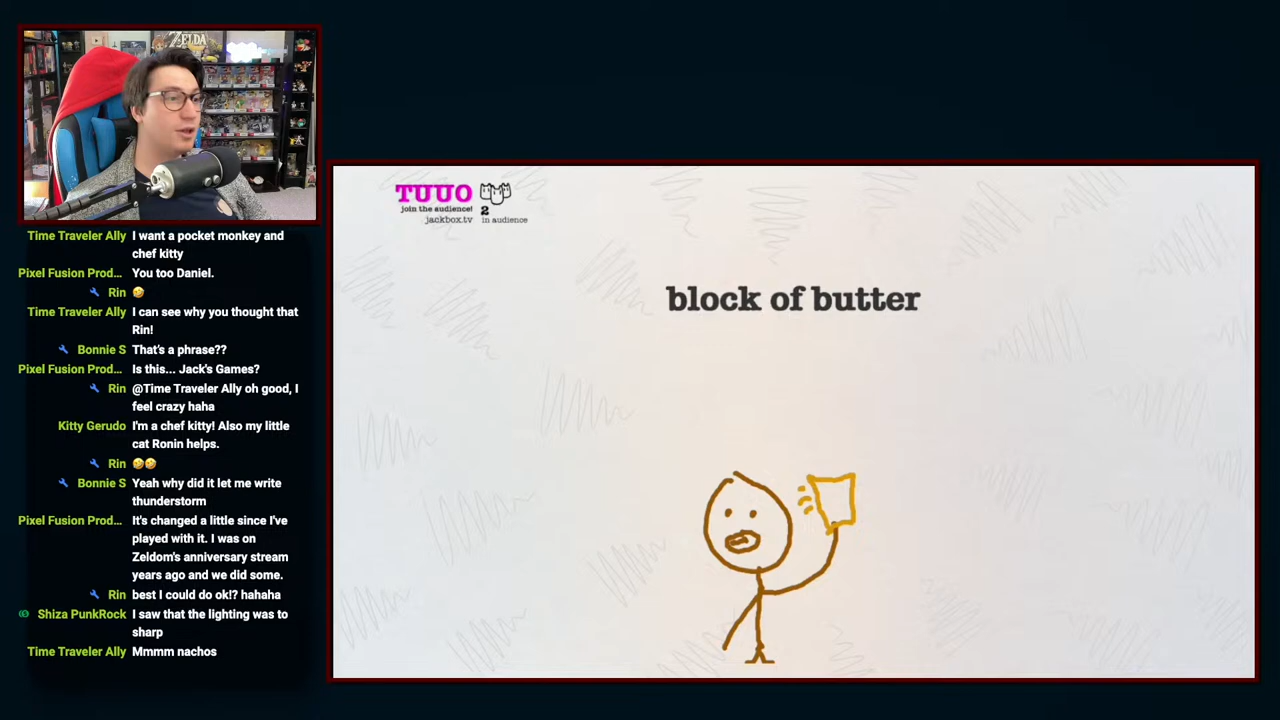 ZELDA
Time Traveler Ally I want a pocket monkey and
chef kitty
Pixel Fusion Prod... You too Daniel.
Rin 🤣
Time Traveler Ally I can see why you thought that
Rin!
Bonnie S That's a phrase??
Pixel Fusion Prod... Is this... Jack's Games?
Rin @Time Traveler Ally oh good, I
feel crazy haha
Kitty Gerudo I'm a chef kitty! Also my little
cat Ronin helps.
Rin 🤣🤣
Bonnie S Yeah why did it let me write
thunderstorm
Pixel Fusion Prod... It's changed a little since I've
played with it. I was on
Zeldom's anniversary stream
years ago and we did some.
Rin best I could do ok!? hahaha
Shiza PunkRock I saw that the lighting was to
sharp
Time Traveler Ally Mmmm nachos
TUUO
join the audience!
jackbox.tv
2
in audience
block of butter